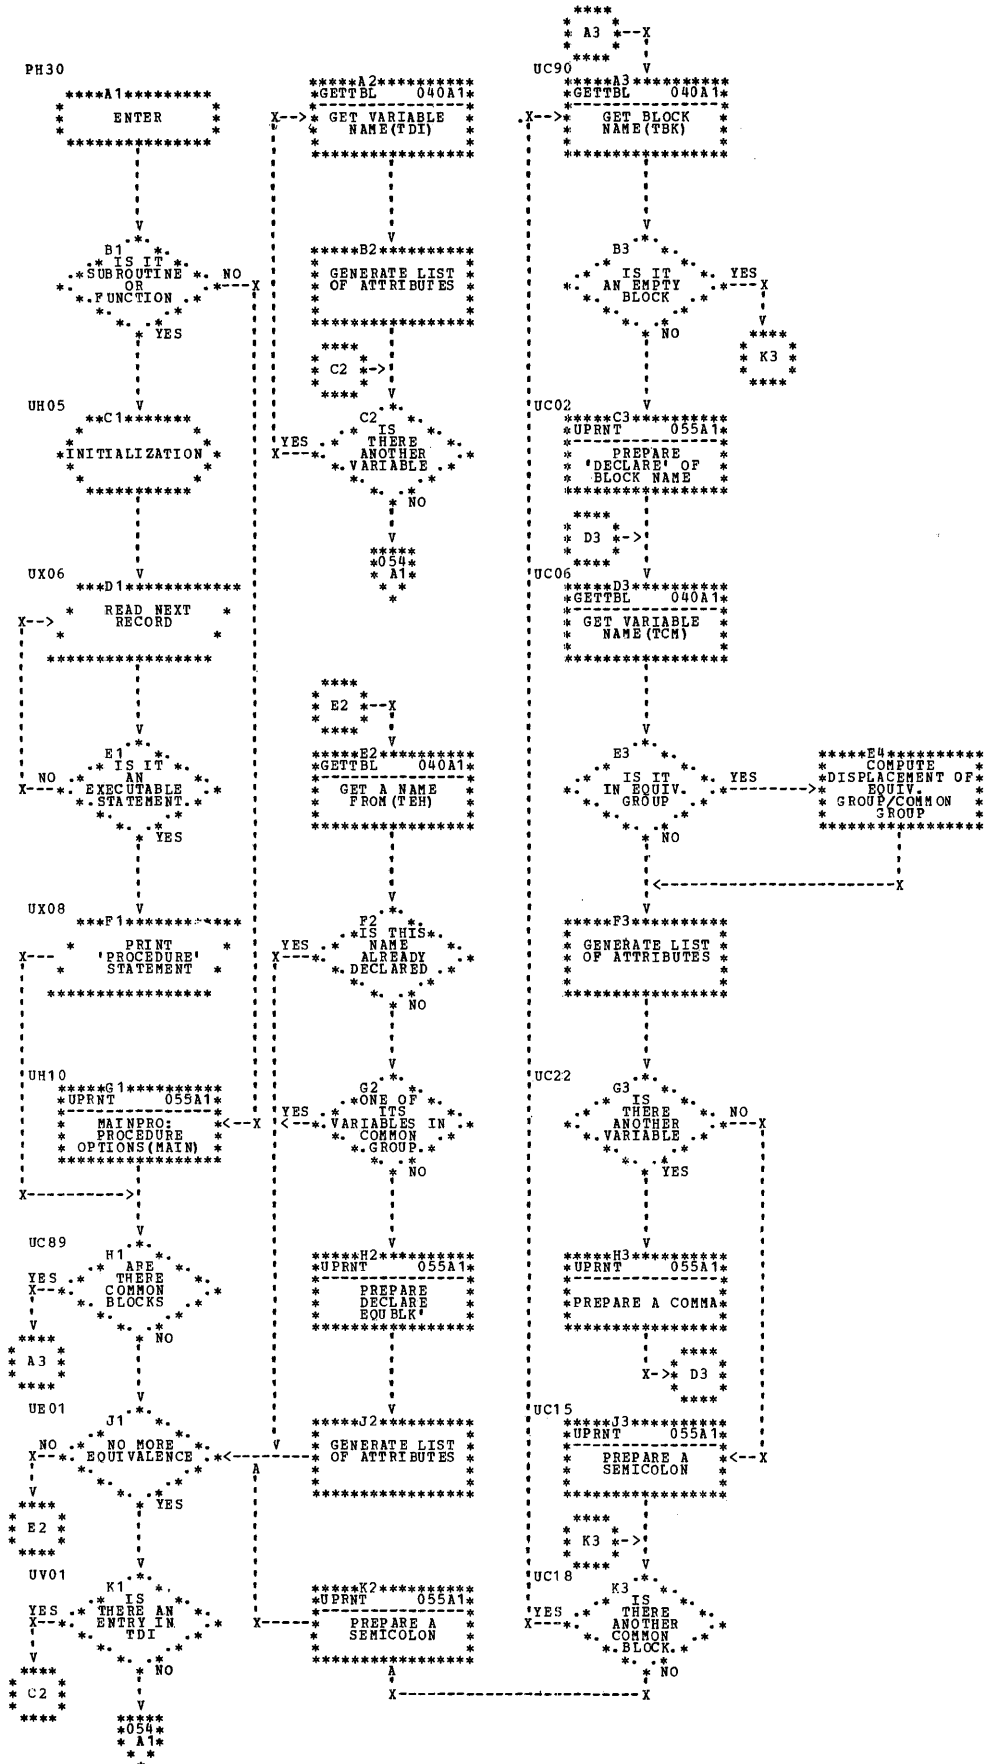 PH30
A1
ENTER
B1
IS IT
SUBROUTINE
OR
FUNCTION
NO
YES
UH05
C1
INITIALIZATION
UX06
D1
READ NEXT
RECORD
E1
IS IT
AN
EXECUTABLE
STATEMENT
NO
YES
UX08
F1
PRINT
'PROCEDURE'
STATEMENT
UH10
G1
UPRNT 055A1
MAINPRO:
PROCEDURE
OPTIONS(MAIN)
UC89
H1
ARE
THERE
COMMON
BLOCKS
YES
NO
A3
UE01
J1
NO MORE
EQUIVALENCE
NO
YES
E2
UV01
K1
IS
THERE AN
ENTRY IN
TDI
YES
NO
C2
054
A1
A2
GETTBL 040A1
GET VARIABLE
NAME(TDI)
B2
GENERATE LIST
OF ATTRIBUTES
C2
C2
IS
THERE
ANOTHER
VARIABLE
YES
NO
054
A1
E2
E2
GETTBL 040A1
GET A NAME
FROM(TEH)
F2
IS THIS
NAME
ALREADY
DECLARED
YES
NO
G2
ONE OF
ITS
VARIABLES IN
COMMON
GROUP
YES
NO
H2
UPRNT 055A1
PREPARE
DECLARE
EQUBLK'
J2
GENERATE LIST
OF ATTRIBUTES
K2
UPRNT 055A1
PREPARE A
SEMICOLON
A3
UC90
A3
GETTBL 040A1
GET BLOCK
NAME(TBK)
B3
IS IT
AN EMPTY
BLOCK
YES
NO
K3
UC02
C3
UPRNT 055A1
PREPARE
'DECLARE' OF
BLOCK NAME
D3
UC06
D3
GETTBL 040A1
GET VARIABLE
NAME(TCM)
E3
IS IT
IN EQUIV.
GROUP
YES
NO
E4
COMPUTE
DISPLACEMENT OF
EQUIV.
GROUP/COMMON
GROUP
F3
GENERATE LIST
OF ATTRIBUTES
UC22
G3
IS
THERE
ANOTHER
VARIABLE
NO
YES
H3
UPRNT 055A1
PREPARE A COMMA
D3
UC15
J3
UPRNT 055A1
PREPARE A
SEMICOLON
K3
UC18
K3
IS
THERE
ANOTHER
COMMON
BLOCK
YES
NO